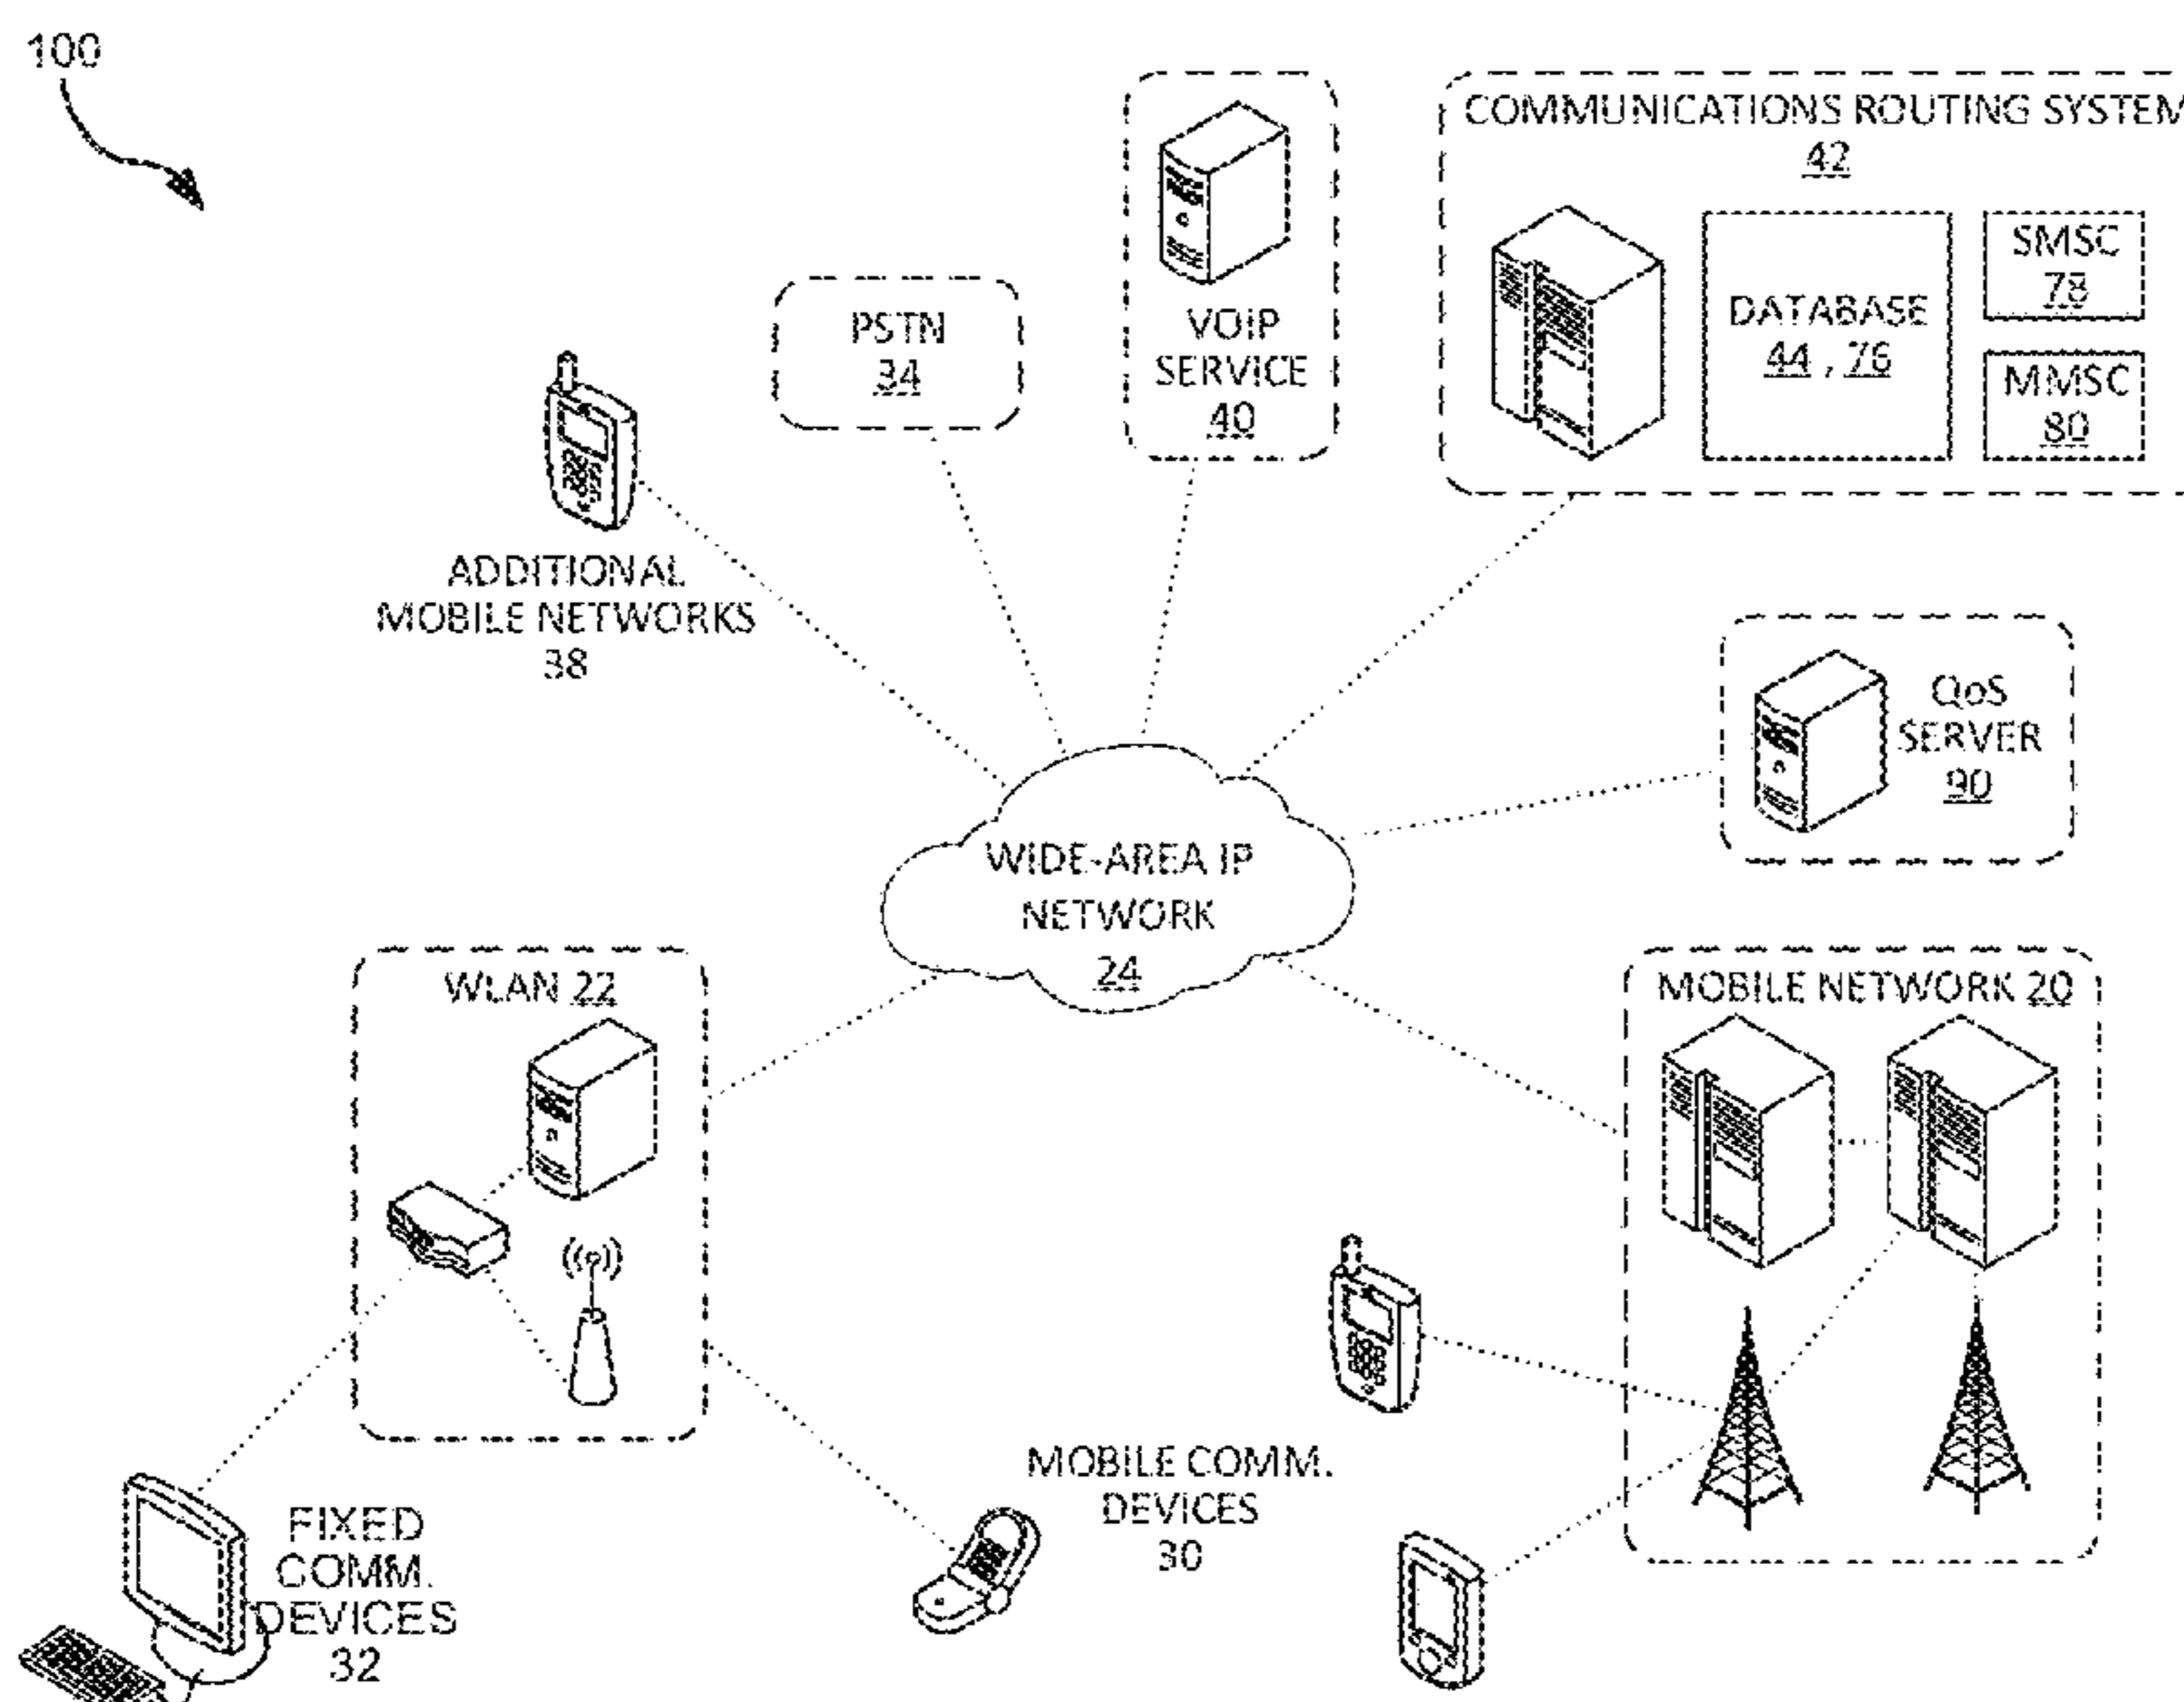 100
COMMUNICATIONS ROUTING SYSTEM
42
SMSC
78
DATABASE
44 , 76
MMSC
80
VOIP
SERVICE
40
PSTN
34
ADDITIONAL
MOBILE NETWORKS
38
QoS
SERVER
90
WIDE-AREA IP
NETWORK
24
WLAN 22
MOBILE NETWORK 20
MOBILE COMM.
DEVICES
30
FIXED
COMM.
DEVICES
32